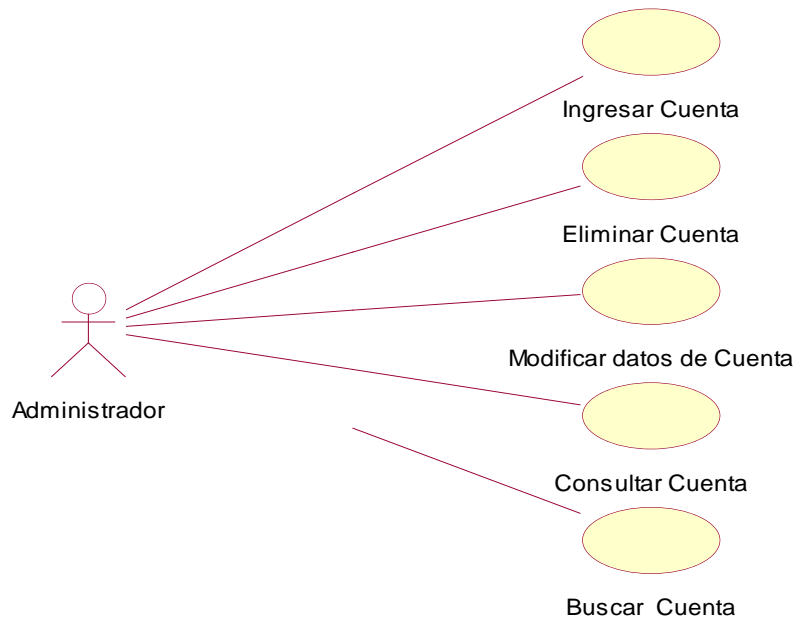 Ingresar Cuenta
Eliminar Cuenta
Modificar datos de Cuenta
Administrador
Consultar Cuenta
Buscar Cuenta